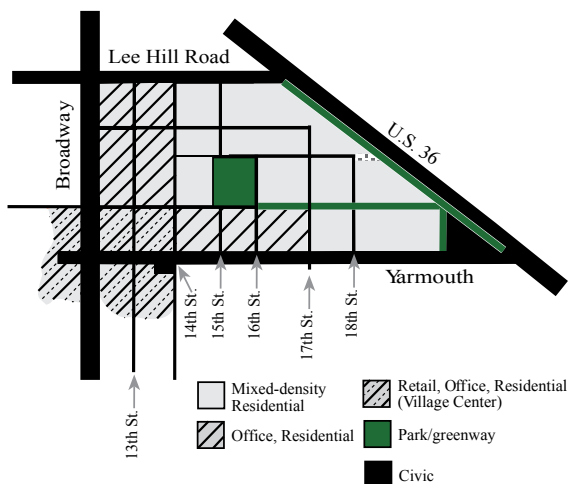 Lee Hill Road
U.S. 36
Broadway
Yarmouth
14th St.
15th St.
16th St.
17th St.
18th St.
13th St.
Mixed-density
Residential
Office, Residential
Retail, Office, Residential
(Village Center)
Park/greenway
Civic